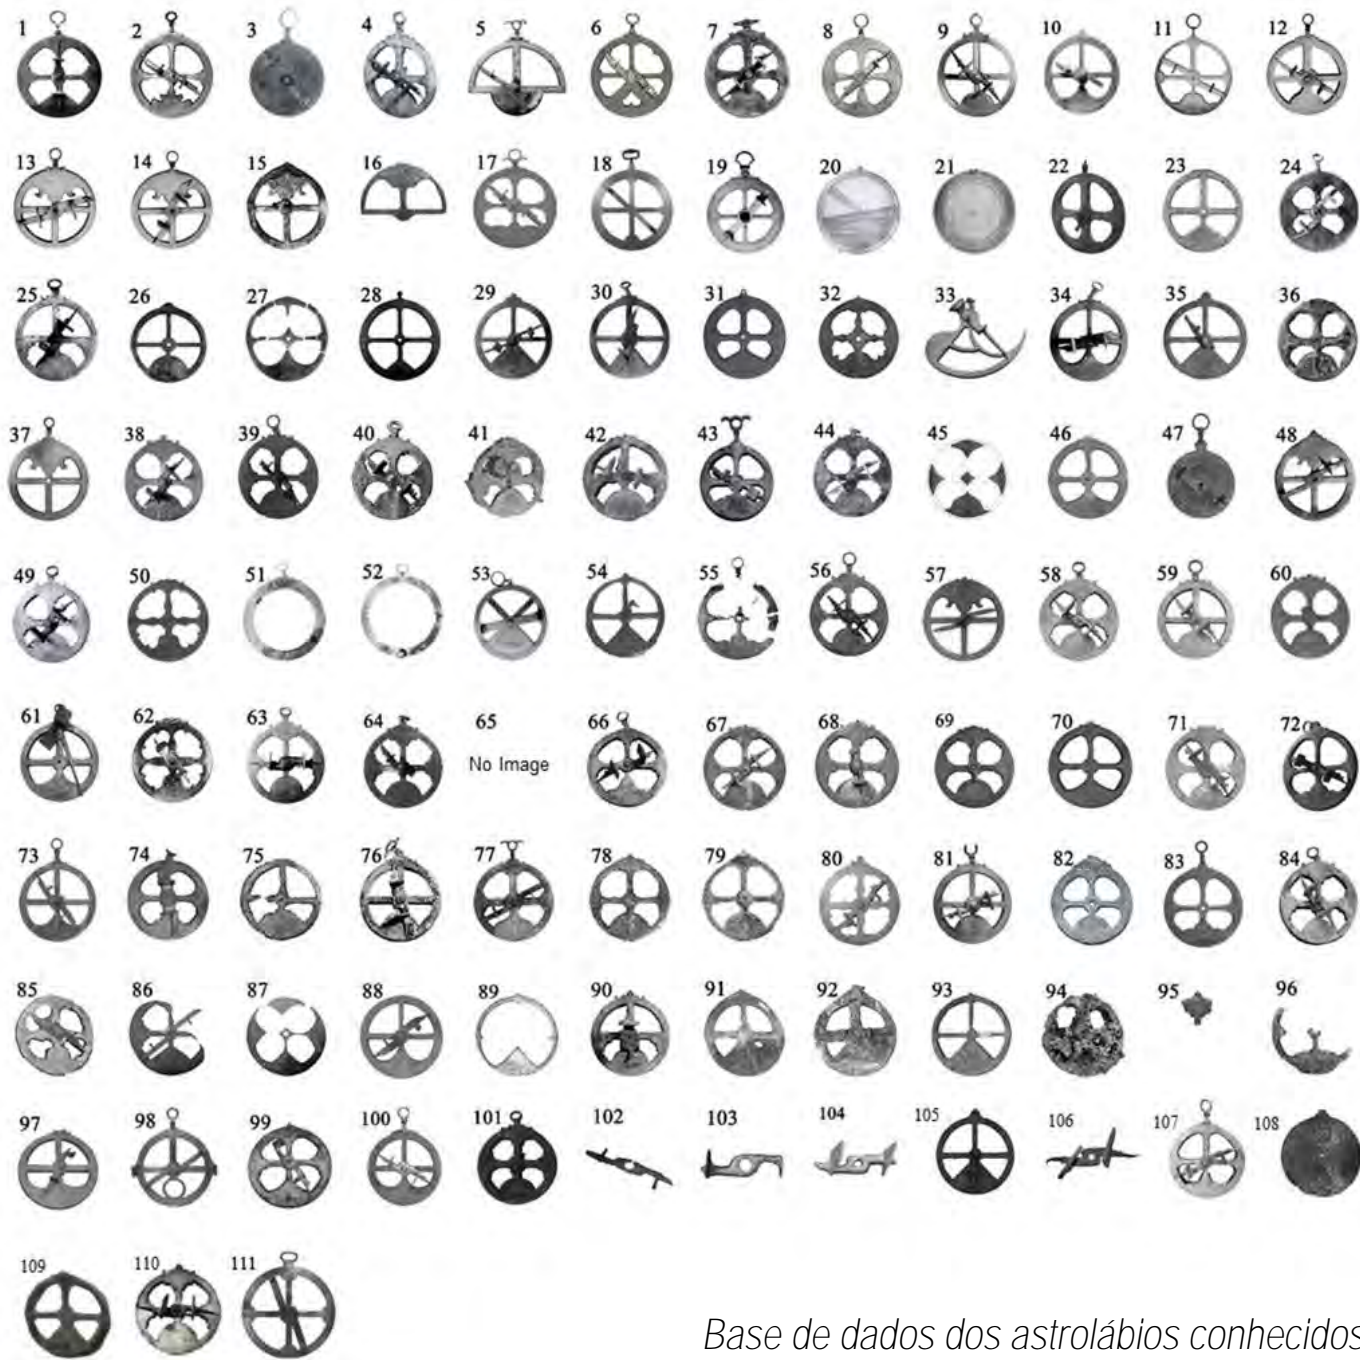 1 2 3 4 5 6 7 8 9 10 11 12
13 14 15 16 17 18 19 20 21 22 23 24
25 26 27 28 29 30 31 32 33 34 35 36
37 38 39 40 41 42 43 44 45 46 47 48
49 50 51 52 53 54 55 56 57 58 59 60
61 62 63 64 65 66 67 68 69 70 71 72
No Image
73 74 75 76 77 78 79 80 81 82 83 84
85 86 87 88 89 90 91 92 93 94 95 96
97 98 99 100 101 102 103 104 105 106 107 108
109 110 111
Base de dados dos astrolábios conhecidos